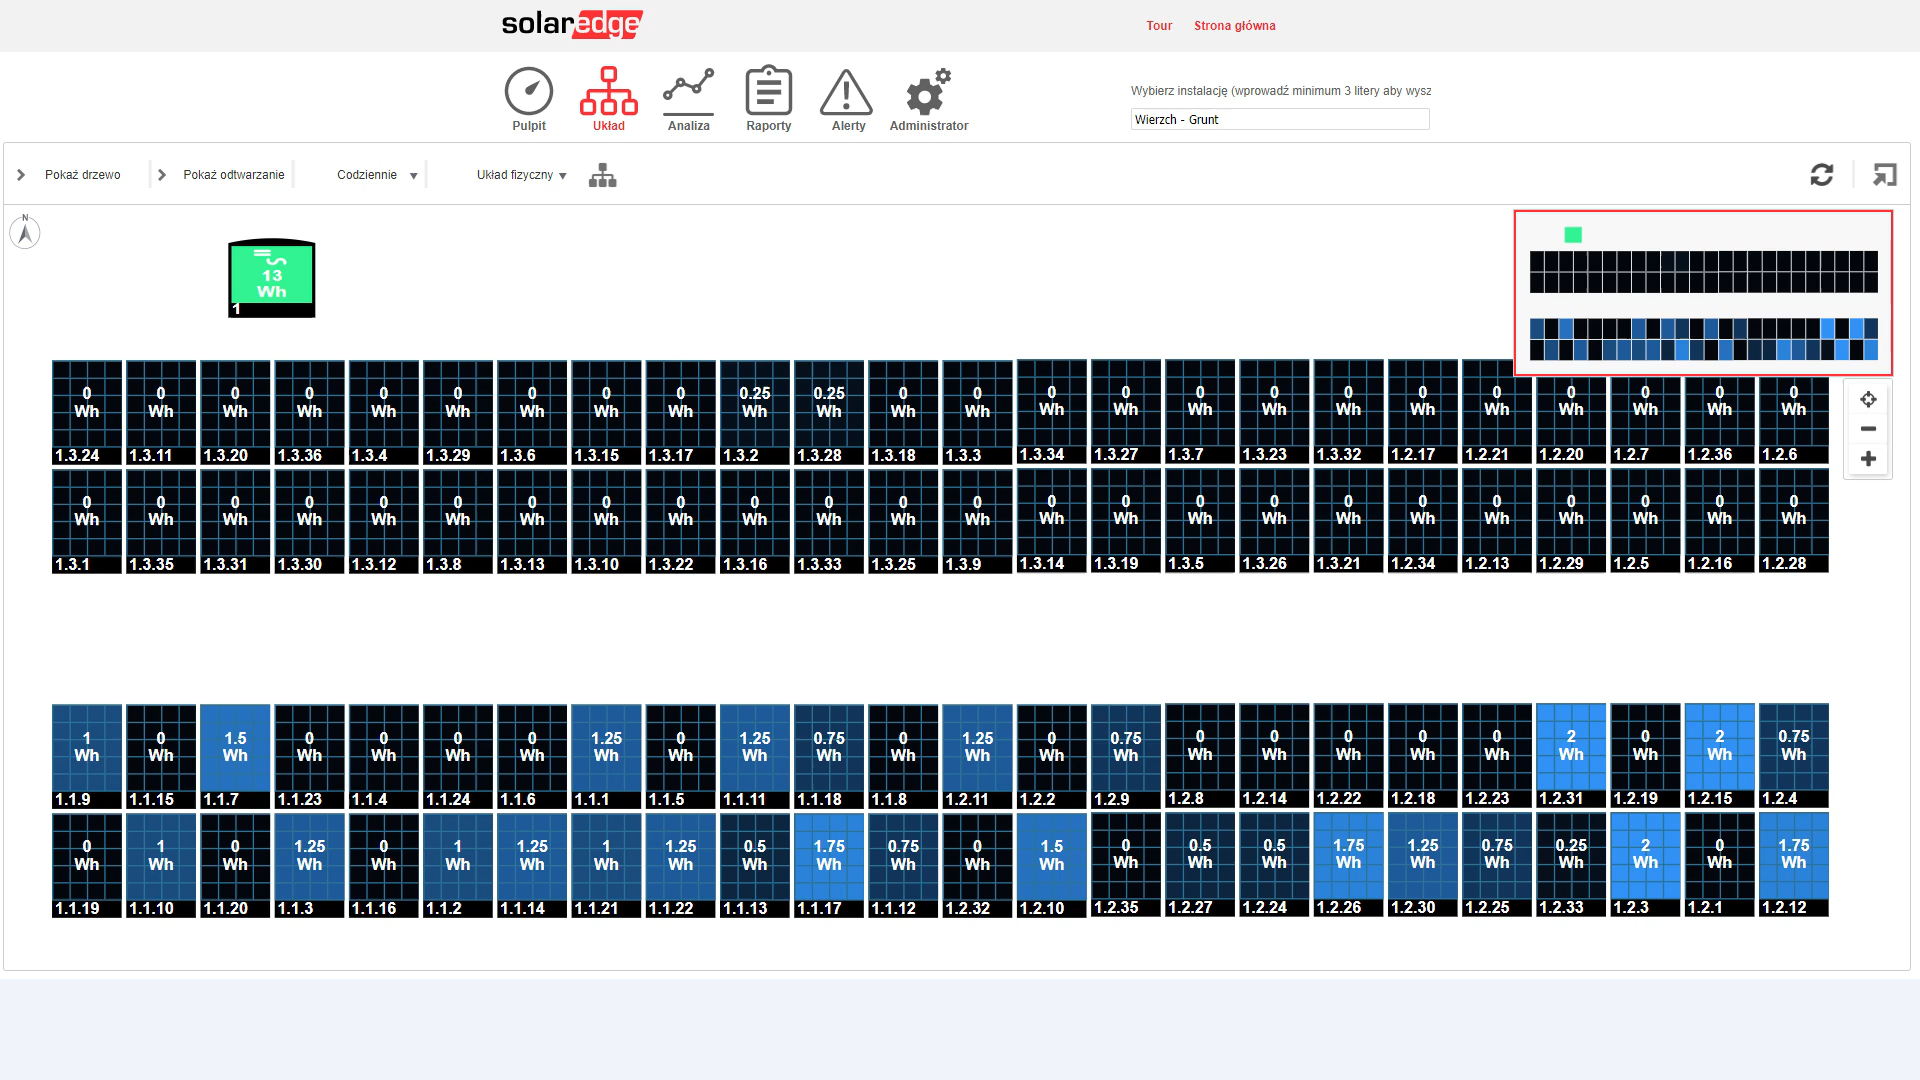 solaredge
Tour Strona główna
Pulpit Układ Analiza Raporty Alerty Administrator
Wybierz instalację (wprowadź minimum 3 litery aby wysz
Wierzch - Grunt
Pokaż drzewo Pokaż odtwarzanie Codziennie Układ fizyczny
N
13
Wh
1
0 0 0 0 0 0 0 0 0 0.25 0.25 0 0 0 0 0 0 0 0 0 0 0 0 0
Wh Wh Wh Wh Wh Wh Wh Wh Wh Wh Wh Wh Wh Wh Wh Wh Wh Wh Wh Wh Wh Wh Wh Wh
1.3.24 1.3.11 1.3.20 1.3.36 1.3.4 1.3.29 1.3.6 1.3.15 1.3.17 1.3.2 1.3.28 1.3.18 1.3.3 1.3.34 1.3.27 1.3.7 1.3.23 1.3.32 1.2.17 1.2.21 1.2.20 1.2.7 1.2.36 1.2.6
0 0 0 0 0 0 0 0 0 0 0 0 0 0 0 0 0 0 0 0 0 0 0 0
Wh Wh Wh Wh Wh Wh Wh Wh Wh Wh Wh Wh Wh Wh Wh Wh Wh Wh Wh Wh Wh Wh Wh Wh
1.3.1 1.3.35 1.3.31 1.3.30 1.3.12 1.3.8 1.3.13 1.3.10 1.3.22 1.3.16 1.3.33 1.3.25 1.3.9 1.3.14 1.3.19 1.3.5 1.3.26 1.3.21 1.2.34 1.2.13 1.2.29 1.2.5 1.2.16 1.2.28
1 0 1.5 0 0 0 0 1.25 0 1.25 0.75 0 1.25 0 0.75 0 0 0 0 0 2 0 2 0.75
Wh Wh Wh Wh Wh Wh Wh Wh Wh Wh Wh Wh Wh Wh Wh Wh Wh Wh Wh Wh Wh Wh Wh Wh
1.1.9 1.1.15 1.1.7 1.1.23 1.1.4 1.1.24 1.1.6 1.1.1 1.1.5 1.1.11 1.1.18 1.1.8 1.2.11 1.2.2 1.2.9 1.2.8 1.2.14 1.2.22 1.2.18 1.2.23 1.2.31 1.2.19 1.2.15 1.2.4
0 1 0 1.25 0 1 1.25 1 1.25 0.5 1.75 0.75 0 1.5 0 0.5 0.5 1.75 1.25 0.75 0.25 2 0 1.75
Wh Wh Wh Wh Wh Wh Wh Wh Wh Wh Wh Wh Wh Wh Wh Wh Wh Wh Wh Wh Wh Wh Wh Wh
1.1.19 1.1.10 1.1.20 1.1.3 1.1.16 1.1.2 1.1.14 1.1.21 1.1.22 1.1.13 1.1.17 1.1.12 1.2.32 1.2.10 1.2.35 1.2.27 1.2.24 1.2.26 1.2.30 1.2.25 1.2.33 1.2.3 1.2.1 1.2.12